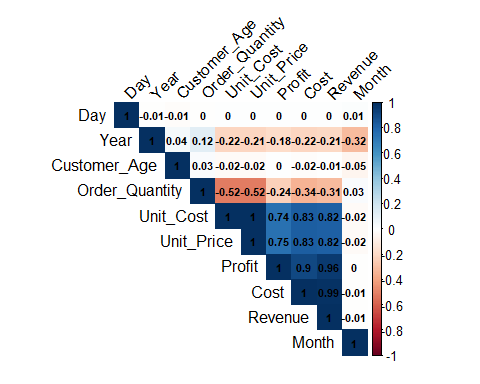 Day
Year
Customer_Age
Order_Quantity
Unit_Cost
Unit_Price
Profit
Cost
Revenue
Month
Day 1 -0.01 -0.01 0 0 0 0 0 0 0.01
Year 1 0.04 0.12 -0.22 -0.21 -0.18 -0.22 -0.21 -0.32
Customer_Age 1 0.03 -0.02 -0.02 0 -0.02 -0.01 -0.05
Order_Quantity 1 -0.52 -0.52 -0.24 -0.34 -0.31 0.03
Unit_Cost 1 1 0.74 0.83 0.82 -0.02
Unit_Price 1 0.75 0.83 0.82 -0.02
Profit 1 0.9 0.96 0
Cost 1 0.99 -0.01
Revenue 1 -0.01
Month 1
1
0.8
0.6
0.4
0.2
0
-0.2
-0.4
-0.6
-0.8
-1